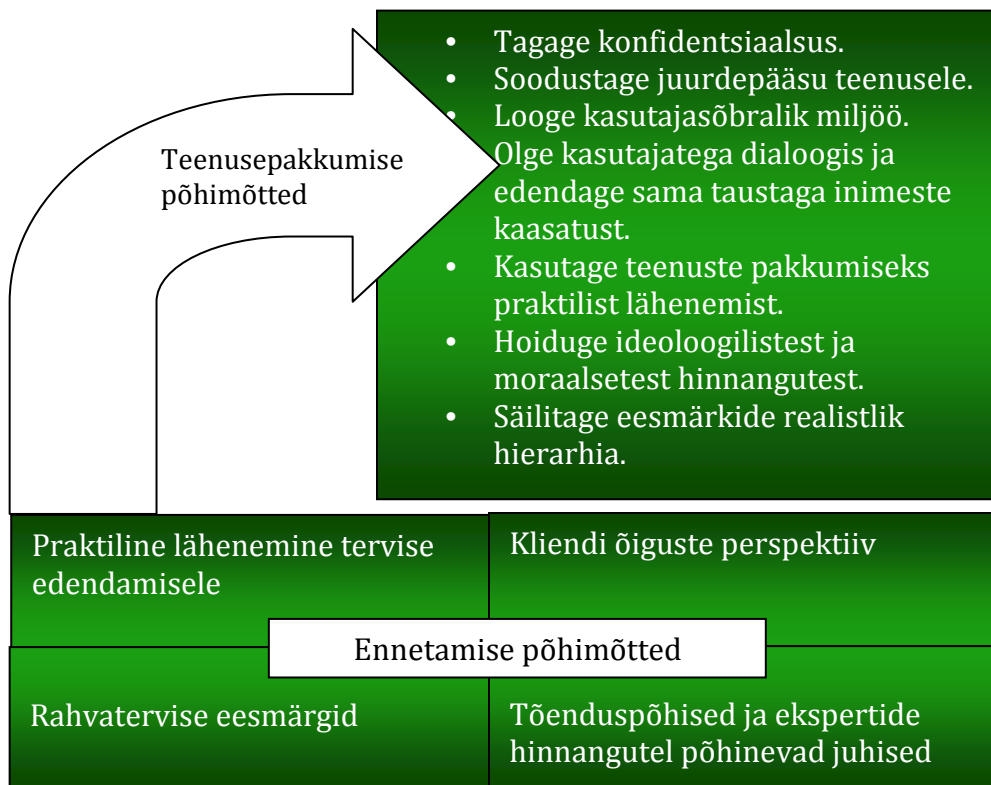 Teenusepakkumise
põhimõtted
• Tagage konfidentsiaalsus.
• Soodustage juurdepääsu teenusele.
• Looge kasutajasõbralik miljöö.
Olge kasutajatega dialoogis ja
edendage sama taustaga inimeste
kaasatust.
• Kasutage teenuste pakkumiseks
praktilist lähenemist.
• Hoiduge ideoloogilistest ja
moraalsetest hinnangutest.
• Säilitage eesmärkide realistlik
hierarhia.
Praktiline lähenemine tervise
edendamisele
Kliendi õiguste perspektiiv
Ennetamise põhimõtted
Rahvatervise eesmärgid
Tõenduspõhised ja ekspertide
hinnangutel põhinevad juhised